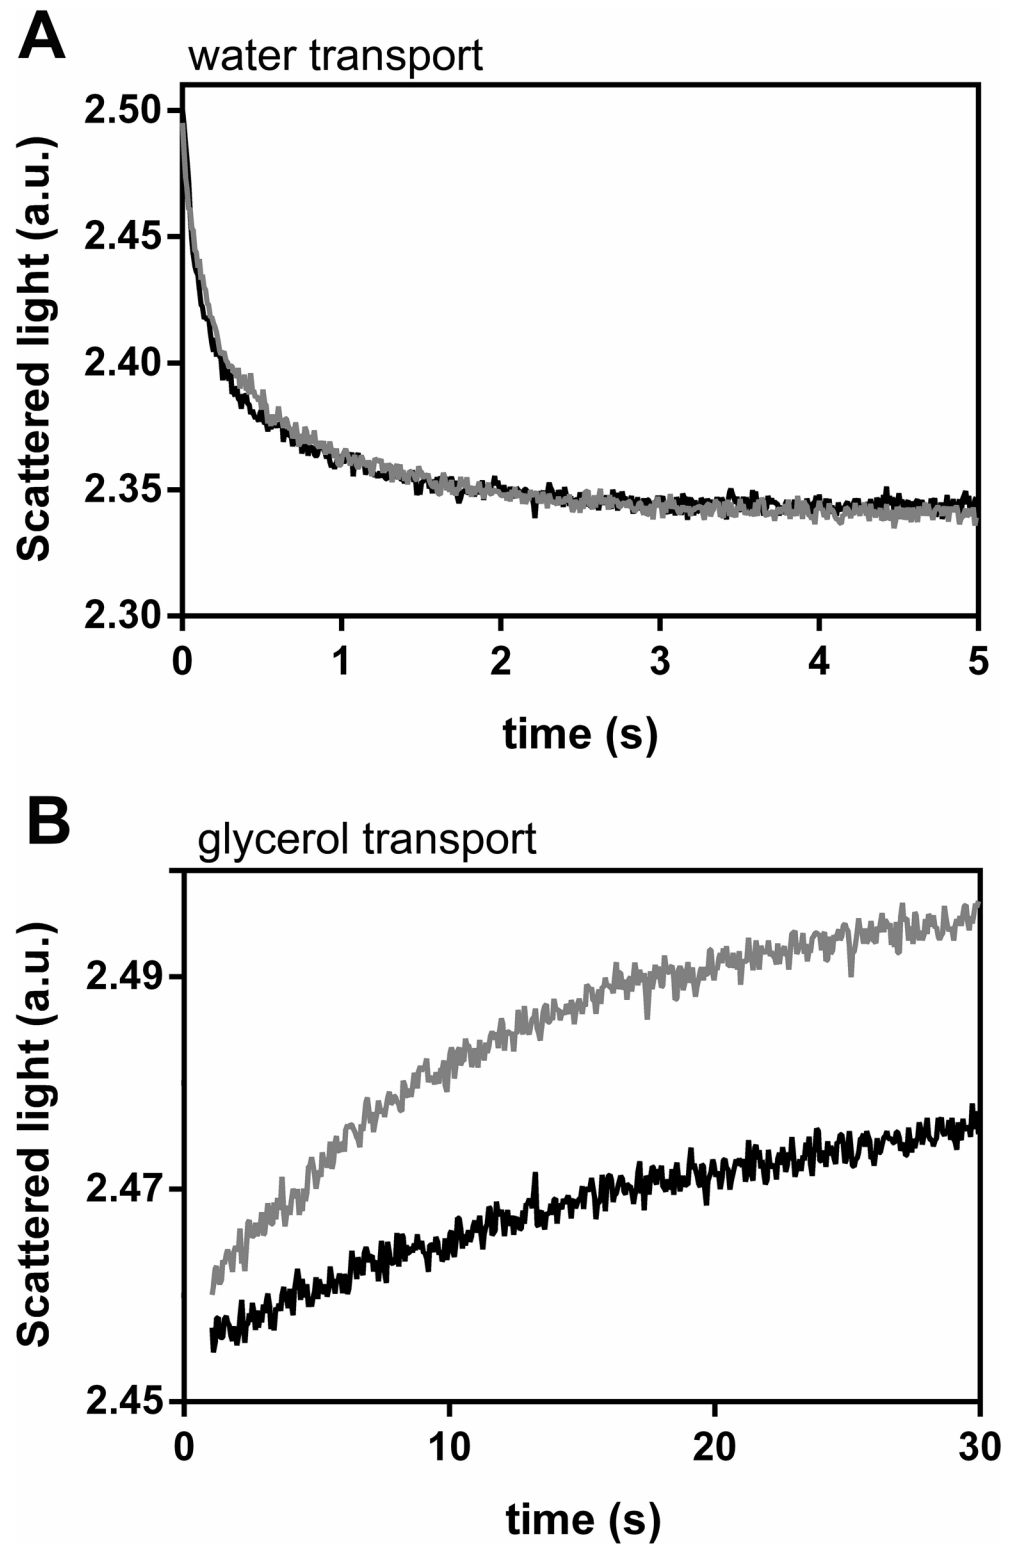 A
water transport
Scattered light (a.u.)
2.50
2.45
2.40
2.35
2.30
0 1 2 3 4 5
time (s)
B
glycerol transport
Scattered light (a.u.)
2.49
2.47
2.45
0 10 20 30
time (s)